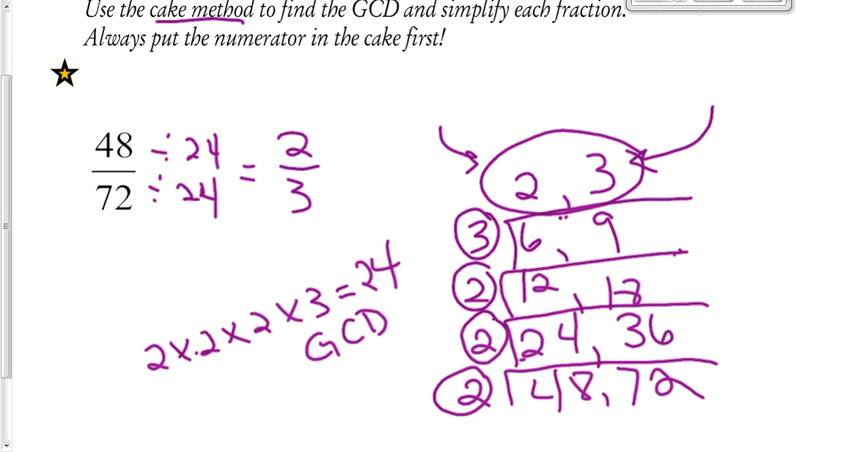 Use the cake method to find the GCD and simplify each fraction.
Always put the numerator in the cake first!
48 ÷ 24 = 2
72 ÷ 24 3
2 × 2 × 2 × 3 = 24
GCD
2, 3
3 6, 9
2 12, 18
2 24, 36
2 48, 72